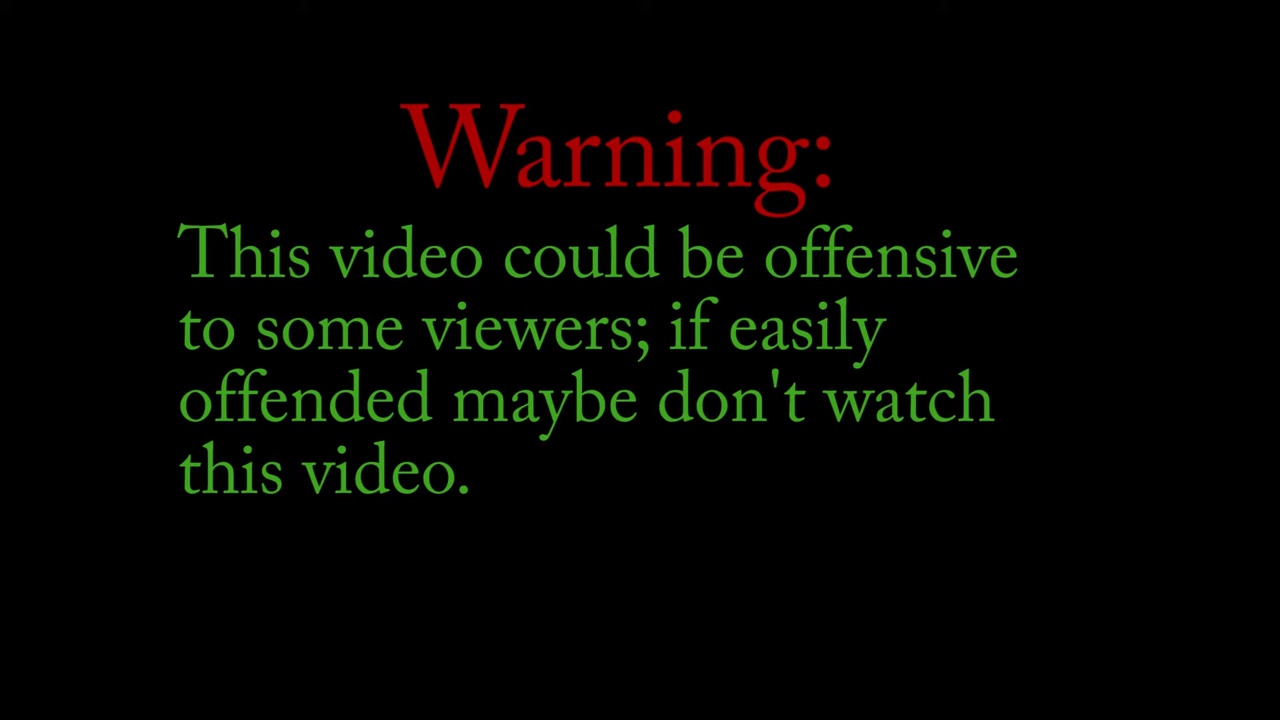 Warning:
This video could be offensive
to some viewers; if easily
offended maybe don't watch
this video.